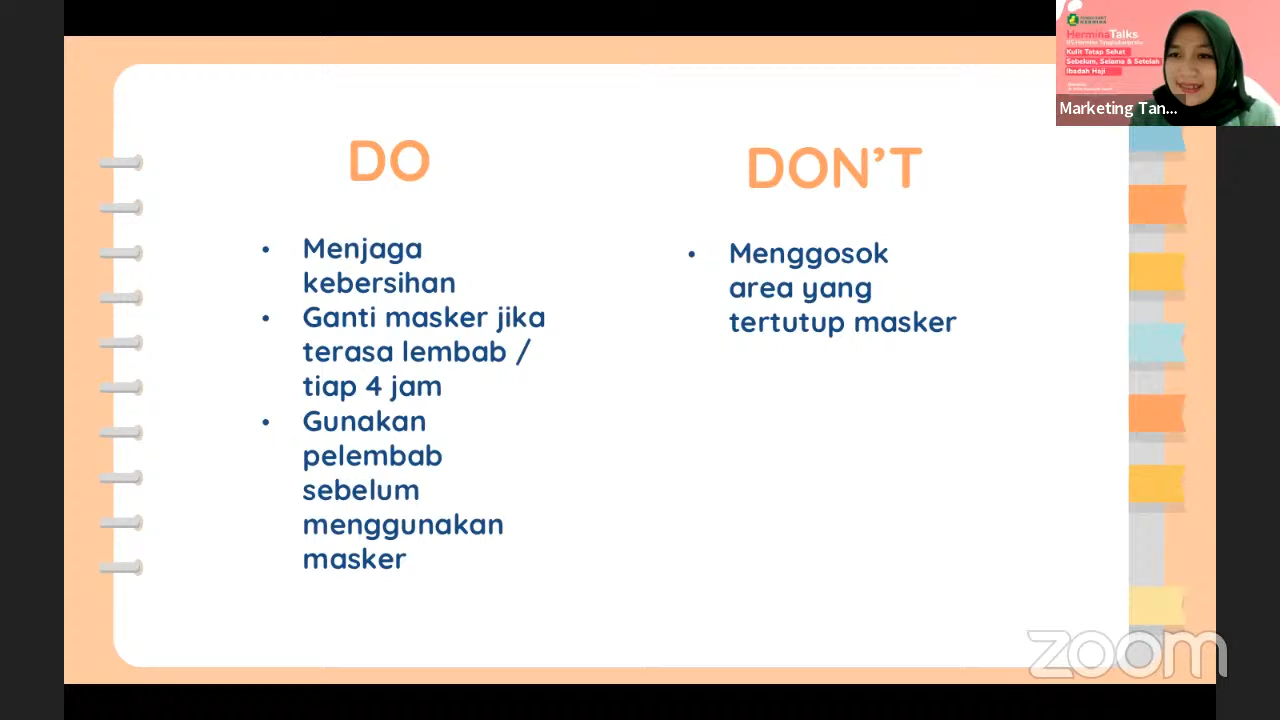 DO
Menjaga
kebersihan
Ganti masker jika
terasa lembab /
tiap 4 jam
Gunakan
pelembab
sebelum
menggunakan
masker
DON'T
Menggosok
area yang
tertutup masker
HERMINA
HerminaTalks
Kulit Tetap Sehat
Sebelum, Selama & Setelah
Ibadah Haji
Marketing Tan...
zoom